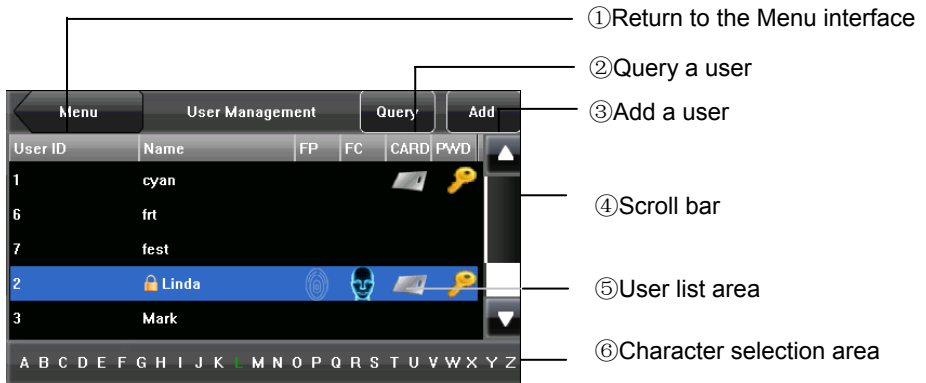 ①Return to the Menu interface
②Query a user
③Add a user
Menu User Management Query Add
User ID Name FP FC CARD PWD
1 cyan
6 frt
④Scroll bar
7 fest
2 Linda
⑤User list area
3 Mark
⑥Character selection area
A B C D E F G H I J K L M N O P Q R S T U V W X Y Z